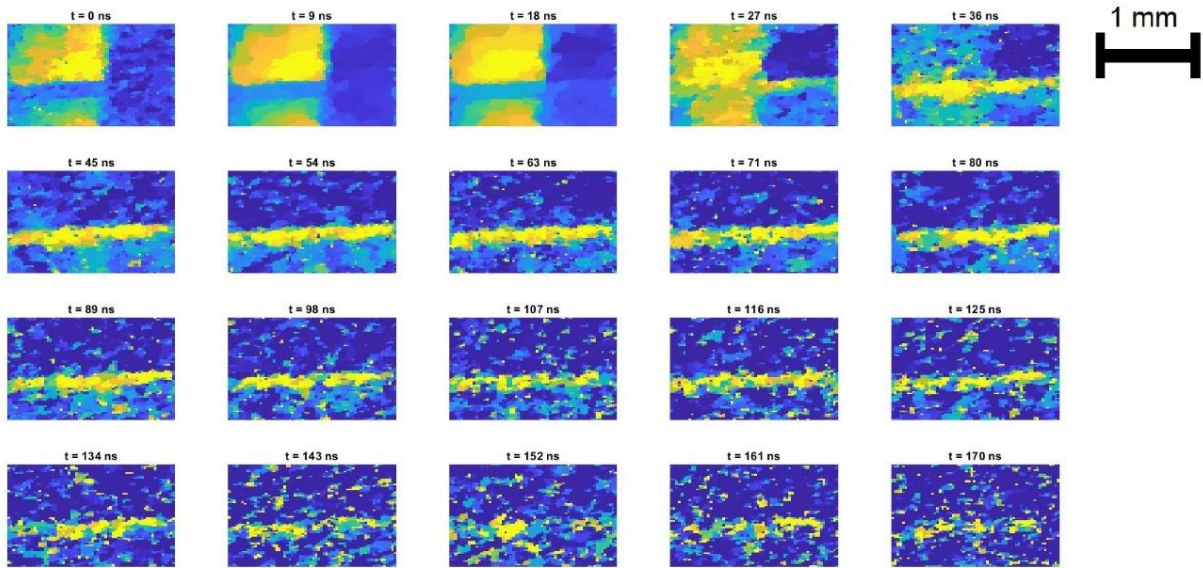 t = 0 ns
t = 9 ns
t = 18 ns
t = 27 ns
t = 36 ns
1 mm
t = 45 ns
t = 54 ns
t = 63 ns
t = 71 ns
t = 80 ns
t = 89 ns
t = 98 ns
t = 107 ns
t = 116 ns
t = 125 ns
t = 134 ns
t = 143 ns
t = 152 ns
t = 161 ns
t = 170 ns